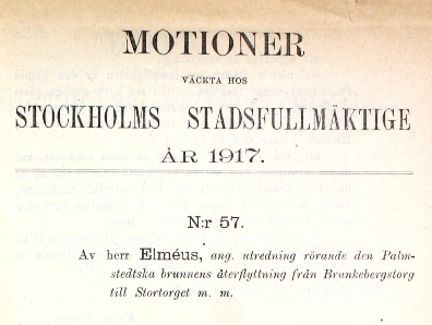 MOTIONER
VÄCKTA HOS
STOCKHOLMS STADSFULLMÄKTIGE
ÅR 1917.
N:r 57.
Av herr Elméus, ang. utredning rörande den Palm-
stedtska brunnens återflyttning från Brunkebergstorg
till Stortorget m. m.